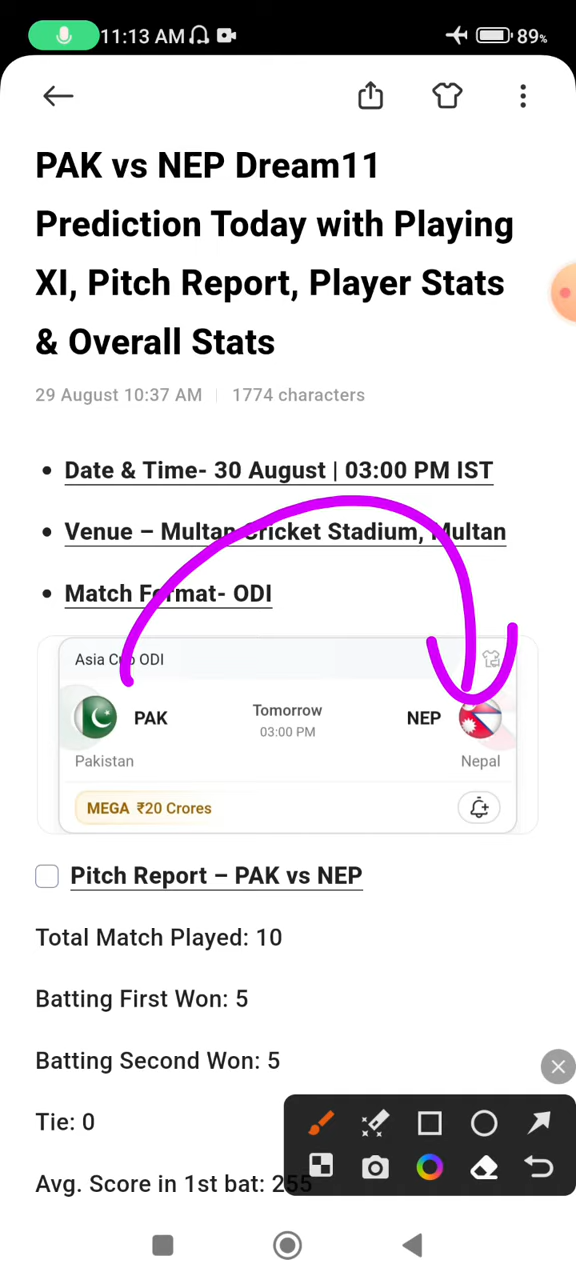 11:13 AM 89%
PAK vs NEP Dream11
Prediction Today with Playing
XI, Pitch Report, Player Stats
& Overall Stats
29 August 10:37 AM | 1774 characters
• Date & Time- 30 August | 03:00 PM IST
• Venue – Multan Cricket Stadium, Multan
• Match Format- ODI
Asia Cup ODI
PAK Tomorrow NEP
03:00 PM
Pakistan Nepal
MEGA ₹20 Crores
Pitch Report – PAK vs NEP
Total Match Played: 10
Batting First Won: 5
Batting Second Won: 5
Tie: 0
Avg. Score in 1st bat: 255